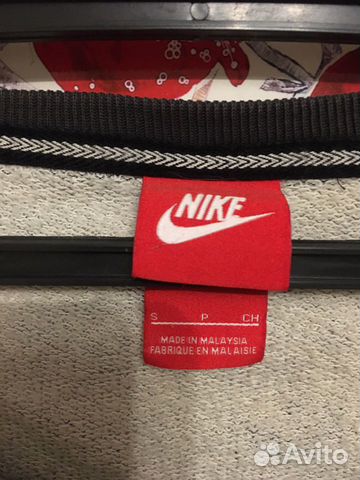 NIKE
S P CH
MADE IN MALAYSIA
FABRIQUE EN MALAISIE
Avito